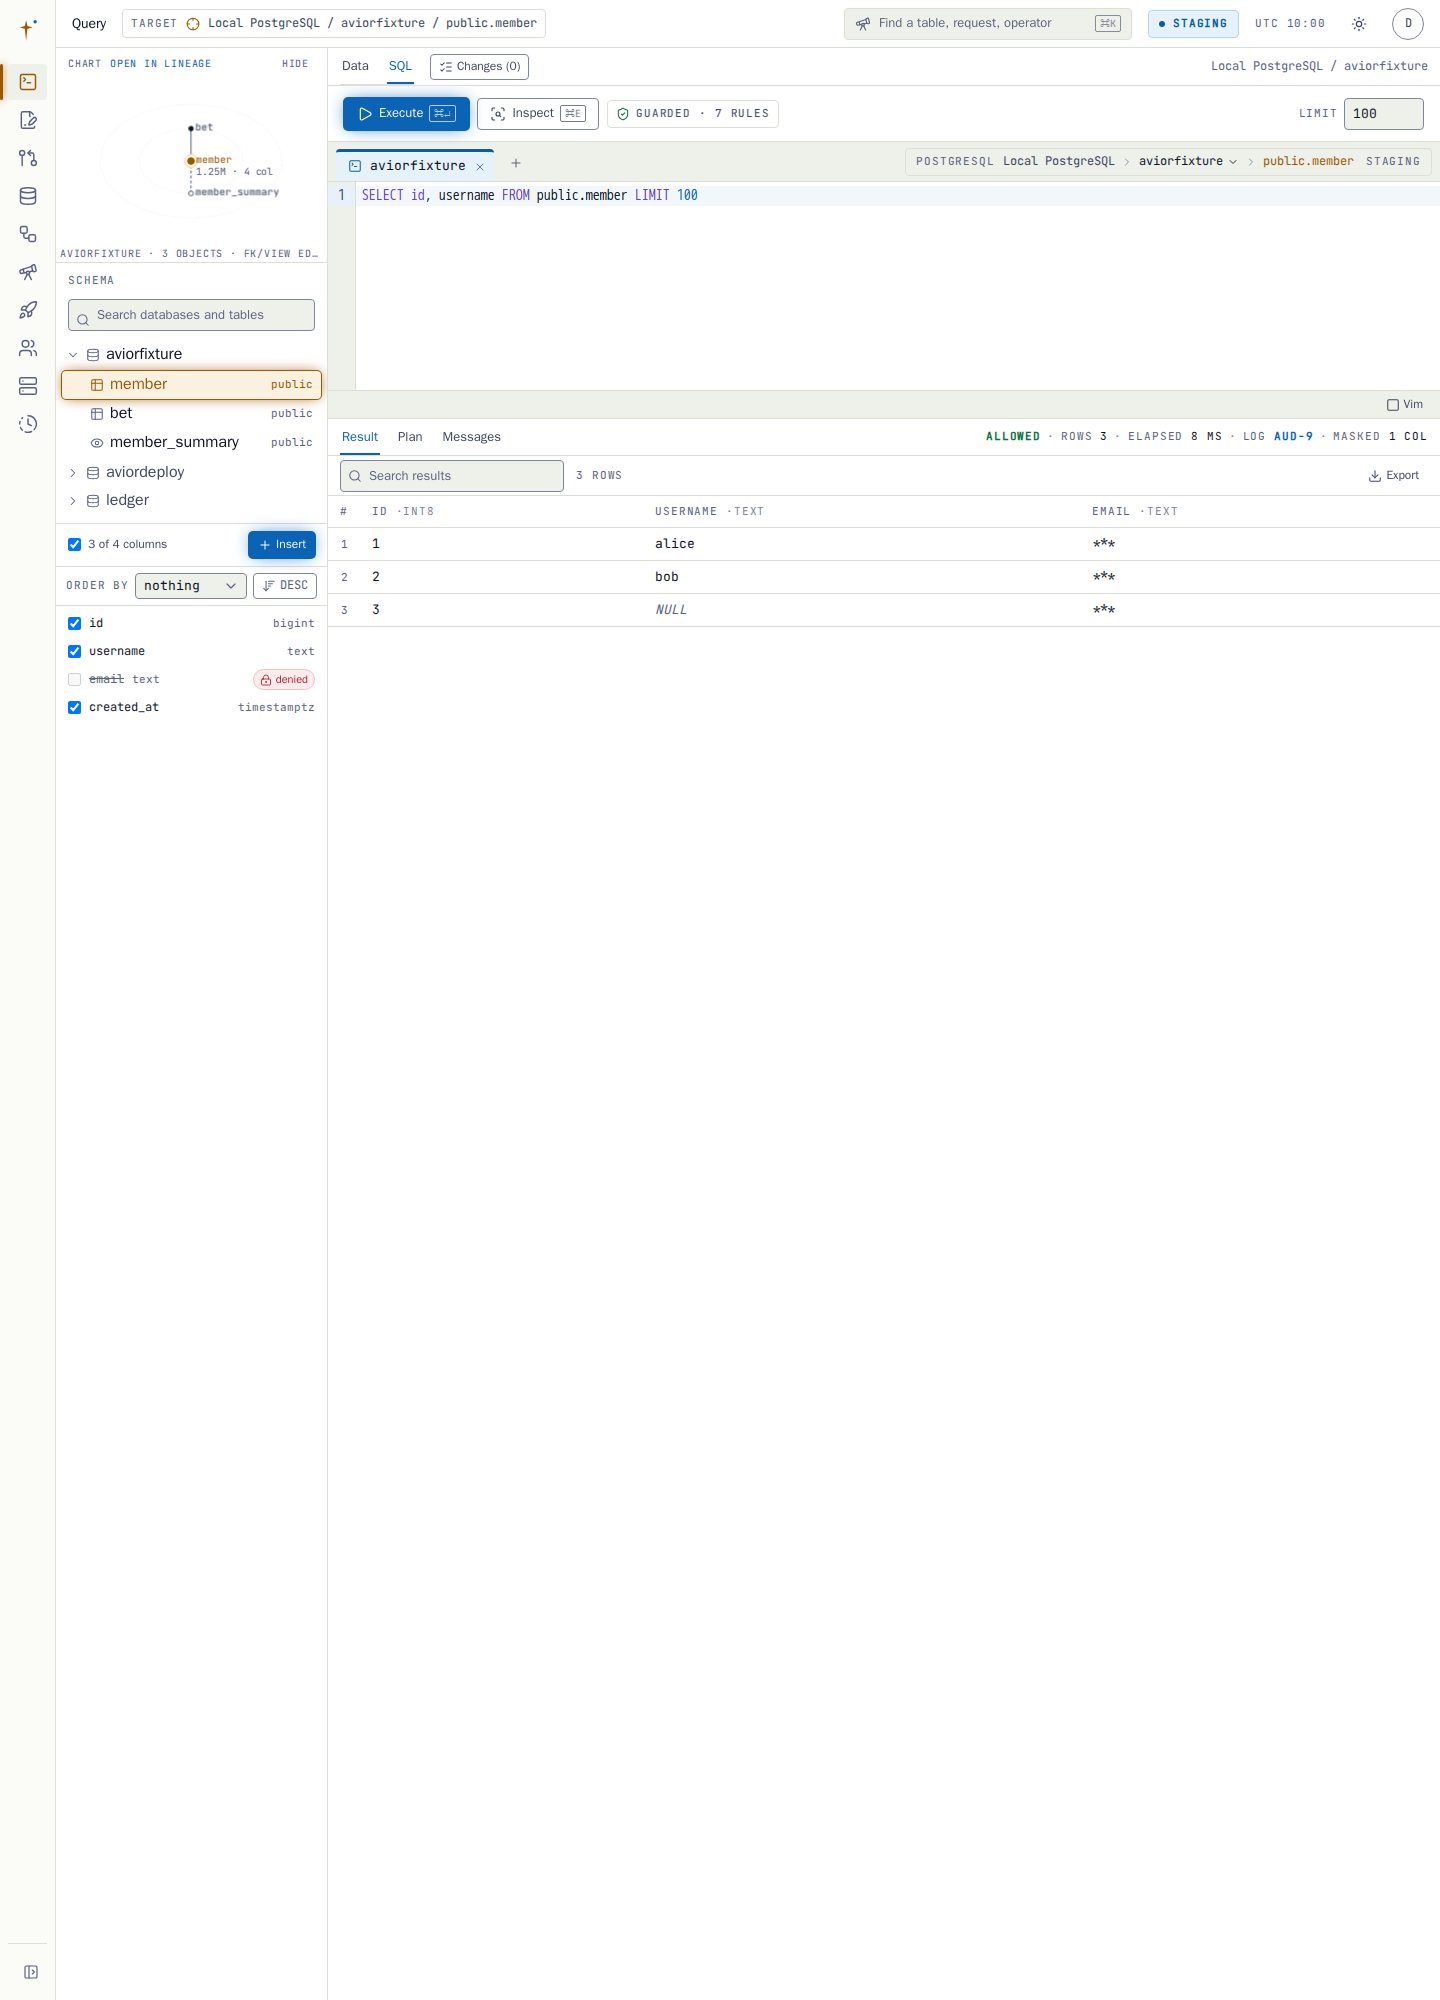 Query
TARGET Local PostgreSQL / aviorfixture / public.member
Find a table, request, operator ⌘K
STAGING
UTC 10:00
D
CHART OPEN IN LINEAGE HIDE
bet
member
1.25M · 4 col
member_summary
AVIORFIXTURE · 3 OBJECTS · FK/VIEW ED…
SCHEMA
Search databases and tables
aviorfixture
member public
bet public
member_summary public
aviordeploy
ledger
3 of 4 columns Insert
ORDER BY nothing DESC
id bigint
username text
email text denied
created_at timestamptz
Data SQL Changes (0)
Local PostgreSQL / aviorfixture
Execute ⌘↵ Inspect ⌘E GUARDED · 7 RULES
LIMIT 100
aviorfixture
POSTGRESQL Local PostgreSQL aviorfixture public.member STAGING
1 SELECT id, username FROM public.member LIMIT 100
Vim
Result Plan Messages
ALLOWED · ROWS 3 · ELAPSED 8 MS · LOG AUD-9 · MASKED 1 COL
Search results 3 ROWS Export
# ID ·INT8 USERNAME ·TEXT EMAIL ·TEXT
1 1 alice ***
2 2 bob ***
3 3 NULL ***